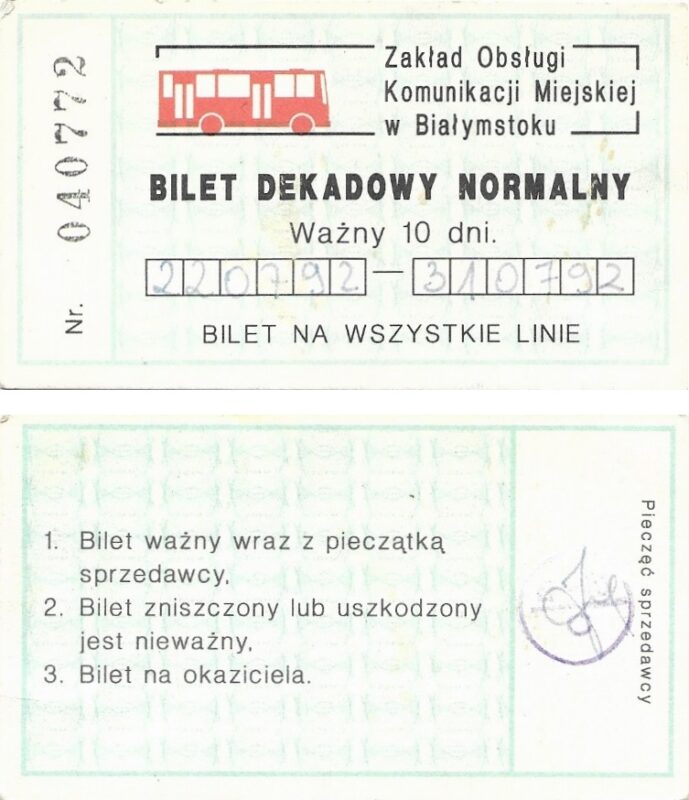 Zakład Obsługi
Komunikacji Miejskiej
w Białymstoku
BILET DEKADOWY NORMALNY
Ważny 10 dni.
220792 — 310792
BILET NA WSZYSTKIE LINIE
Nr. 040772
1. Bilet ważny wraz z pieczątką
sprzedawcy,
2. Bilet zniszczony lub uszkodzony
jest nieważny,
3. Bilet na okaziciela.
Pieczęć sprzedawcy